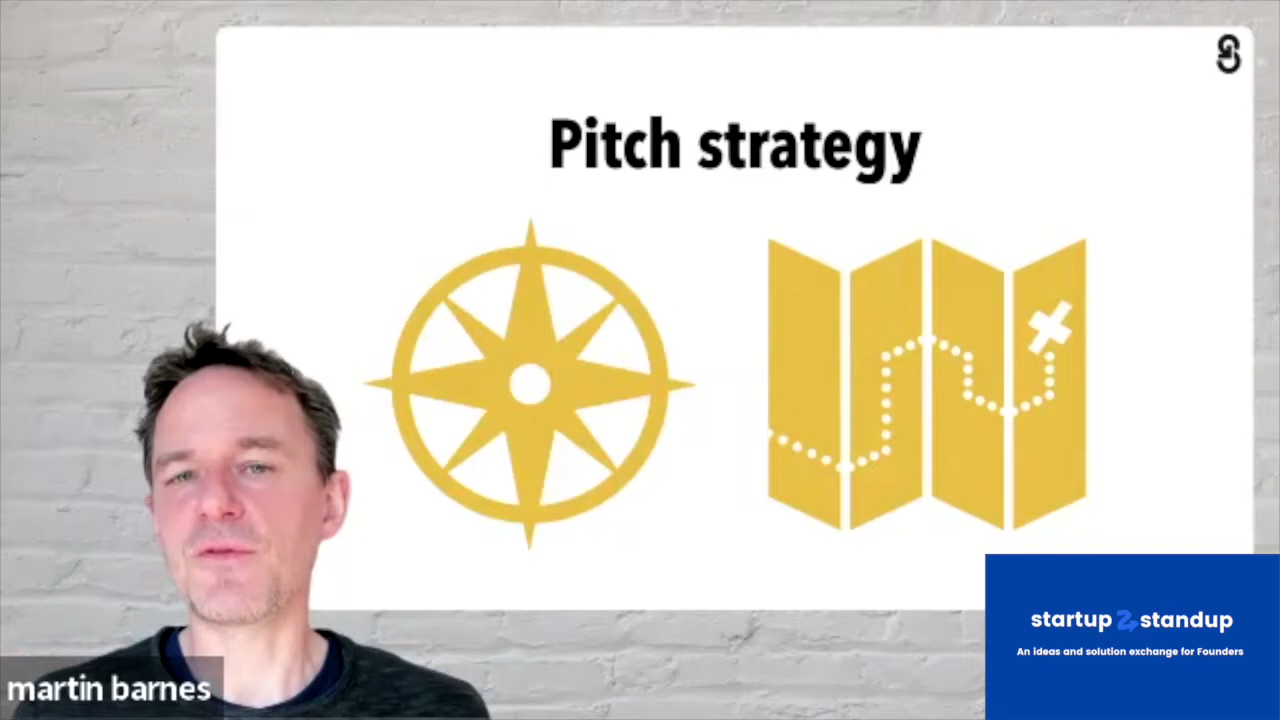 Pitch strategy
startup 2 standup
An ideas and solution exchange for Founders
martin barnes